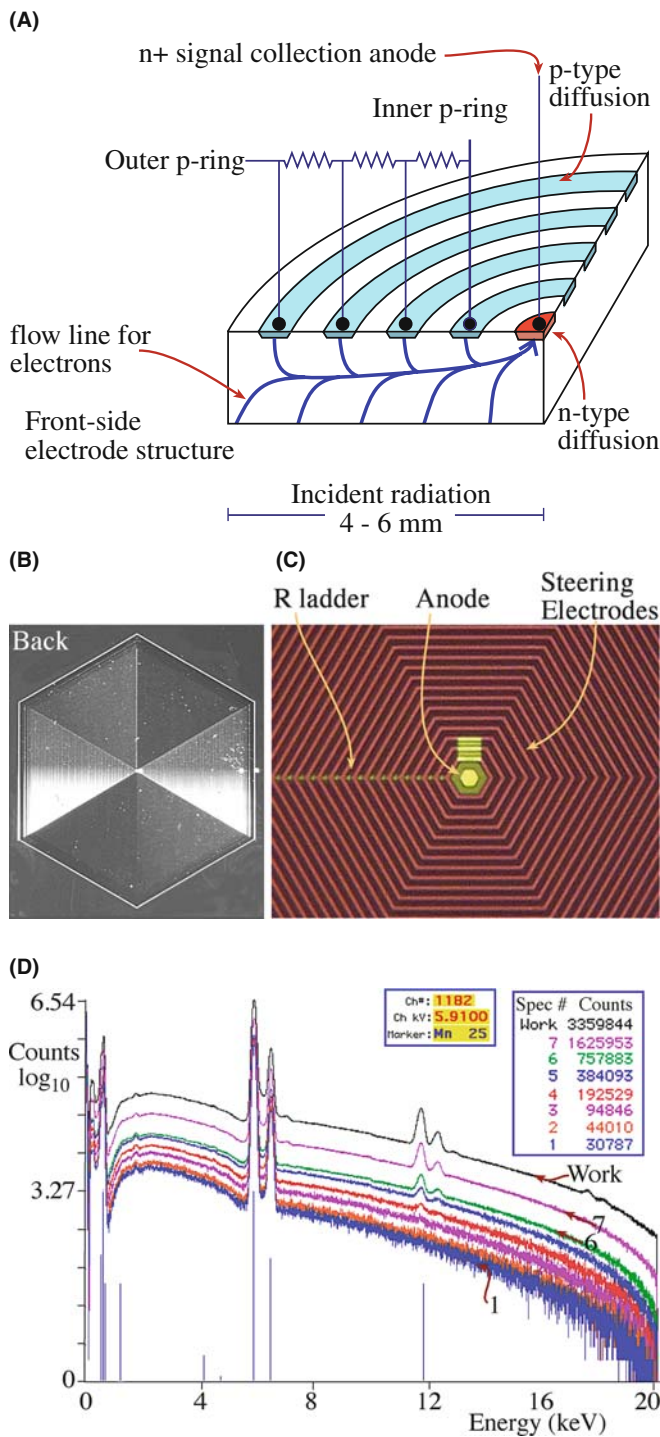 (A)
n+ signal collection anode
p-type
diffusion
Inner p-ring
Outer p-ring
flow line for
electrons
Front-side
electrode structure
n-type
diffusion
Incident radiation
4 - 6 mm
(B)
Back
(C)
R ladder
Anode
Steering
Electrodes
(D)
6.54
Counts
log10
3.27
0
Ch#: 1182
Ch kV: 5.9100
Marker: Mn 25
Spec # Counts
Work 3359844
7 1625953
6 757883
5 384093
4 192529
3 94846
2 44010
1 30787
Work
7
6
1
0 4 8 12 16 20
Energy (keV)